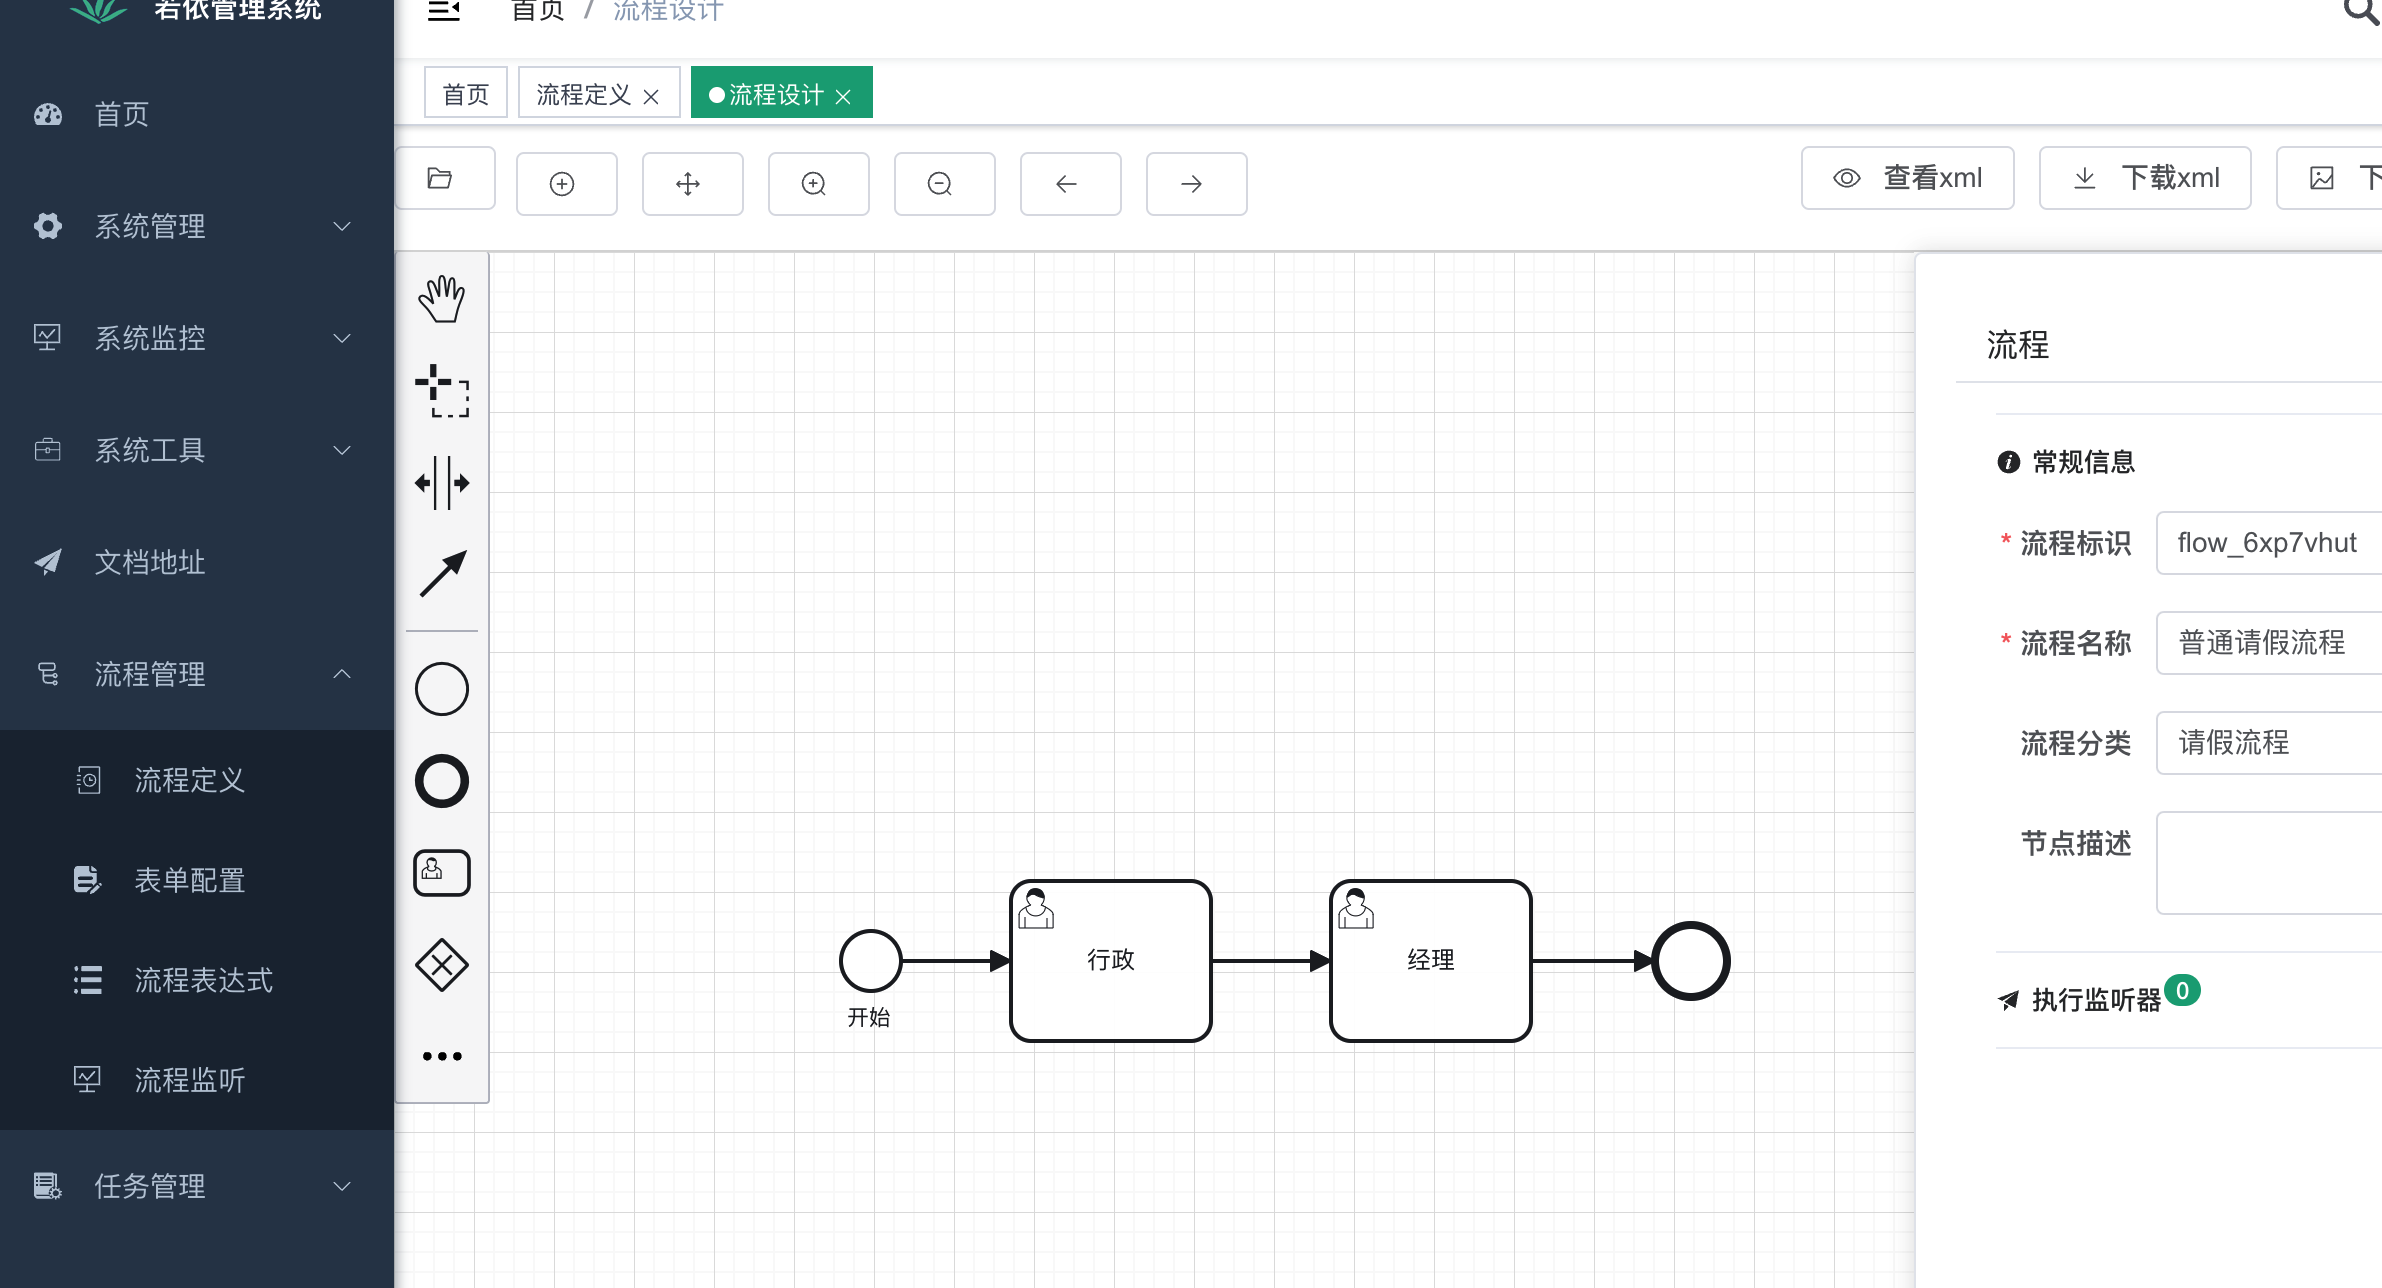 若依管理系统
首页
系统管理
系统监控
系统工具
文档地址
流程管理
流程定义
表单配置
流程表达式
流程监听
任务管理
首页 / 流程设计
首页
流程定义
流程设计
查看xml
下载xml
下
开始
行政
经理
流程
常规信息
* 流程标识 flow_6xp7vhut
* 流程名称 普通请假流程
流程分类 请假流程
节点描述
执行监听器 0